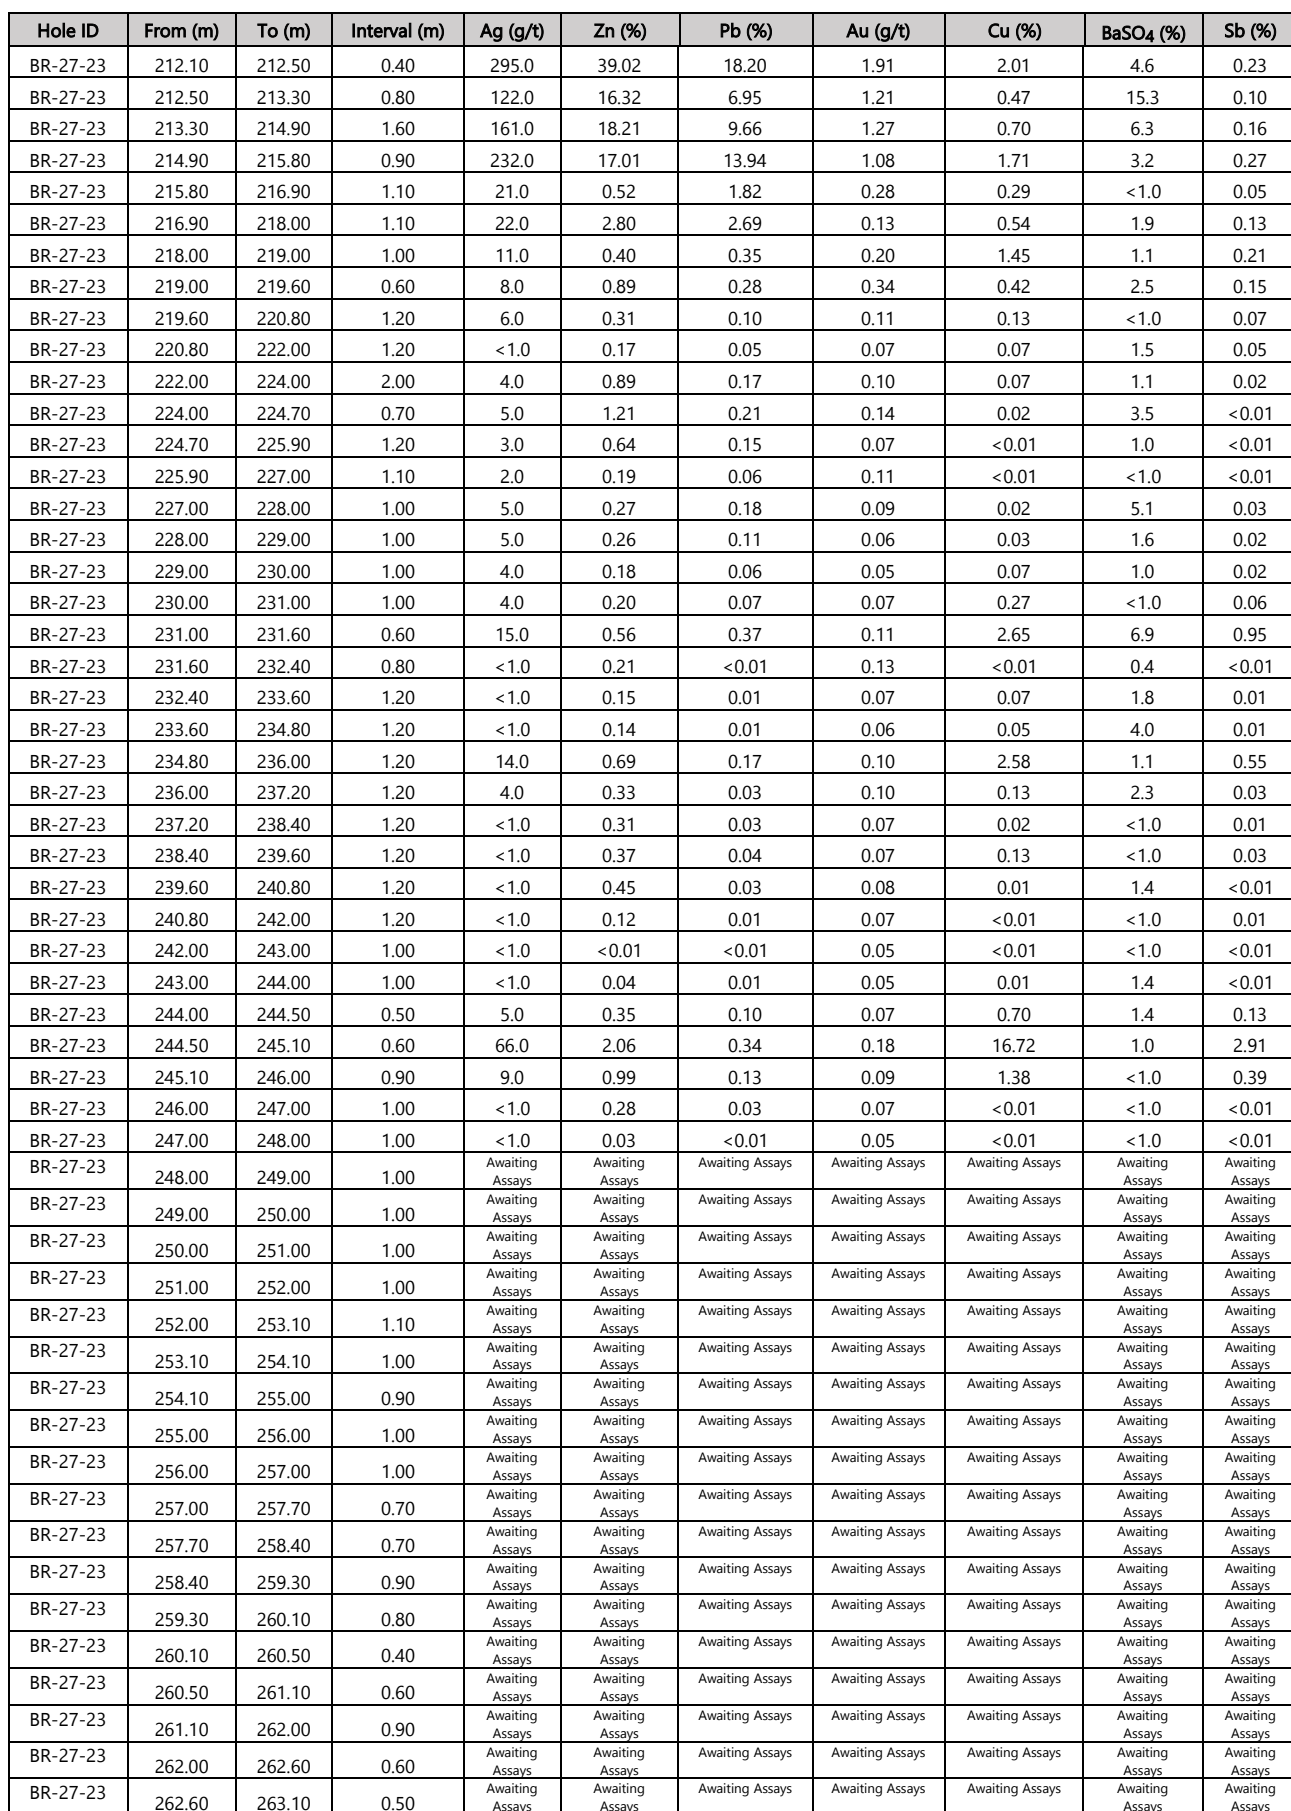 Hole ID From (m) To (m) Interval (m) Ag (g/t) Zn (%) Pb (%) Au (g/t) Cu (%) BaSO4 (%) Sb (%)
BR-27-23 212.10 212.50 0.40 295.0 39.02 18.20 1.91 2.01 4.6 0.23
BR-27-23 212.50 213.30 0.80 122.0 16.32 6.95 1.21 0.47 15.3 0.10
BR-27-23 213.30 214.90 1.60 161.0 18.21 9.66 1.27 0.70 6.3 0.16
BR-27-23 214.90 215.80 0.90 232.0 17.01 13.94 1.08 1.71 3.2 0.27
BR-27-23 215.80 216.90 1.10 21.0 0.52 1.82 0.28 0.29 <1.0 0.05
BR-27-23 216.90 218.00 1.10 22.0 2.80 2.69 0.13 0.54 1.9 0.13
BR-27-23 218.00 219.00 1.00 11.0 0.40 0.35 0.20 1.45 1.1 0.21
BR-27-23 219.00 219.60 0.60 8.0 0.89 0.28 0.34 0.42 2.5 0.15
BR-27-23 219.60 220.80 1.20 6.0 0.31 0.10 0.11 0.13 <1.0 0.07
BR-27-23 220.80 222.00 1.20 <1.0 0.17 0.05 0.07 0.07 1.5 0.05
BR-27-23 222.00 224.00 2.00 4.0 0.89 0.17 0.10 0.07 1.1 0.02
BR-27-23 224.00 224.70 0.70 5.0 1.21 0.21 0.14 0.02 3.5 <0.01
BR-27-23 224.70 225.90 1.20 3.0 0.64 0.15 0.07 <0.01 1.0 <0.01
BR-27-23 225.90 227.00 1.10 2.0 0.19 0.06 0.11 <0.01 <1.0 <0.01
BR-27-23 227.00 228.00 1.00 5.0 0.27 0.18 0.09 0.02 5.1 0.03
BR-27-23 228.00 229.00 1.00 5.0 0.26 0.11 0.06 0.03 1.6 0.02
BR-27-23 229.00 230.00 1.00 4.0 0.18 0.06 0.05 0.07 1.0 0.02
BR-27-23 230.00 231.00 1.00 4.0 0.20 0.07 0.07 0.27 <1.0 0.06
BR-27-23 231.00 231.60 0.60 15.0 0.56 0.37 0.11 2.65 6.9 0.95
BR-27-23 231.60 232.40 0.80 <1.0 0.21 <0.01 0.13 <0.01 0.4 <0.01
BR-27-23 232.40 233.60 1.20 <1.0 0.15 0.01 0.07 0.07 1.8 0.01
BR-27-23 233.60 234.80 1.20 <1.0 0.14 0.01 0.06 0.05 4.0 0.01
BR-27-23 234.80 236.00 1.20 14.0 0.69 0.17 0.10 2.58 1.1 0.55
BR-27-23 236.00 237.20 1.20 4.0 0.33 0.03 0.10 0.13 2.3 0.03
BR-27-23 237.20 238.40 1.20 <1.0 0.31 0.03 0.07 0.02 <1.0 0.01
BR-27-23 238.40 239.60 1.20 <1.0 0.37 0.04 0.07 0.13 <1.0 0.03
BR-27-23 239.60 240.80 1.20 <1.0 0.45 0.03 0.08 0.01 1.4 <0.01
BR-27-23 240.80 242.00 1.20 <1.0 0.12 0.01 0.07 <0.01 <1.0 0.01
BR-27-23 242.00 243.00 1.00 <1.0 <0.01 <0.01 0.05 <0.01 <1.0 <0.01
BR-27-23 243.00 244.00 1.00 <1.0 0.04 0.01 0.05 0.01 1.4 <0.01
BR-27-23 244.00 244.50 0.50 5.0 0.35 0.10 0.07 0.70 1.4 0.13
BR-27-23 244.50 245.10 0.60 66.0 2.06 0.34 0.18 16.72 1.0 2.91
BR-27-23 245.10 246.00 0.90 9.0 0.99 0.13 0.09 1.38 <1.0 0.39
BR-27-23 246.00 247.00 1.00 <1.0 0.28 0.03 0.07 <0.01 <1.0 <0.01
BR-27-23 247.00 248.00 1.00 <1.0 0.03 <0.01 0.05 <0.01 <1.0 <0.01
BR-27-23 248.00 249.00 1.00 Awaiting Assays Awaiting Assays Awaiting Assays Awaiting Assays Awaiting Assays Awaiting Assays Awaiting Assays
BR-27-23 249.00 250.00 1.00 Awaiting Assays Awaiting Assays Awaiting Assays Awaiting Assays Awaiting Assays Awaiting Assays Awaiting Assays
BR-27-23 250.00 251.00 1.00 Awaiting Assays Awaiting Assays Awaiting Assays Awaiting Assays Awaiting Assays Awaiting Assays Awaiting Assays
BR-27-23 251.00 252.00 1.00 Awaiting Assays Awaiting Assays Awaiting Assays Awaiting Assays Awaiting Assays Awaiting Assays Awaiting Assays
BR-27-23 252.00 253.10 1.10 Awaiting Assays Awaiting Assays Awaiting Assays Awaiting Assays Awaiting Assays Awaiting Assays Awaiting Assays
BR-27-23 253.10 254.10 1.00 Awaiting Assays Awaiting Assays Awaiting Assays Awaiting Assays Awaiting Assays Awaiting Assays Awaiting Assays
BR-27-23 254.10 255.00 0.90 Awaiting Assays Awaiting Assays Awaiting Assays Awaiting Assays Awaiting Assays Awaiting Assays Awaiting Assays
BR-27-23 255.00 256.00 1.00 Awaiting Assays Awaiting Assays Awaiting Assays Awaiting Assays Awaiting Assays Awaiting Assays Awaiting Assays
BR-27-23 256.00 257.00 1.00 Awaiting Assays Awaiting Assays Awaiting Assays Awaiting Assays Awaiting Assays Awaiting Assays Awaiting Assays
BR-27-23 257.00 257.70 0.70 Awaiting Assays Awaiting Assays Awaiting Assays Awaiting Assays Awaiting Assays Awaiting Assays Awaiting Assays
BR-27-23 257.70 258.40 0.70 Awaiting Assays Awaiting Assays Awaiting Assays Awaiting Assays Awaiting Assays Awaiting Assays Awaiting Assays
BR-27-23 258.40 259.30 0.90 Awaiting Assays Awaiting Assays Awaiting Assays Awaiting Assays Awaiting Assays Awaiting Assays Awaiting Assays
BR-27-23 259.30 260.10 0.80 Awaiting Assays Awaiting Assays Awaiting Assays Awaiting Assays Awaiting Assays Awaiting Assays Awaiting Assays
BR-27-23 260.10 260.50 0.40 Awaiting Assays Awaiting Assays Awaiting Assays Awaiting Assays Awaiting Assays Awaiting Assays Awaiting Assays
BR-27-23 260.50 261.10 0.60 Awaiting Assays Awaiting Assays Awaiting Assays Awaiting Assays Awaiting Assays Awaiting Assays Awaiting Assays
BR-27-23 261.10 262.00 0.90 Awaiting Assays Awaiting Assays Awaiting Assays Awaiting Assays Awaiting Assays Awaiting Assays Awaiting Assays
BR-27-23 262.00 262.60 0.60 Awaiting Assays Awaiting Assays Awaiting Assays Awaiting Assays Awaiting Assays Awaiting Assays Awaiting Assays
BR-27-23 262.60 263.10 0.50 Awaiting Assays Awaiting Assays Awaiting Assays Awaiting Assays Awaiting Assays Awaiting Assays Awaiting Assays